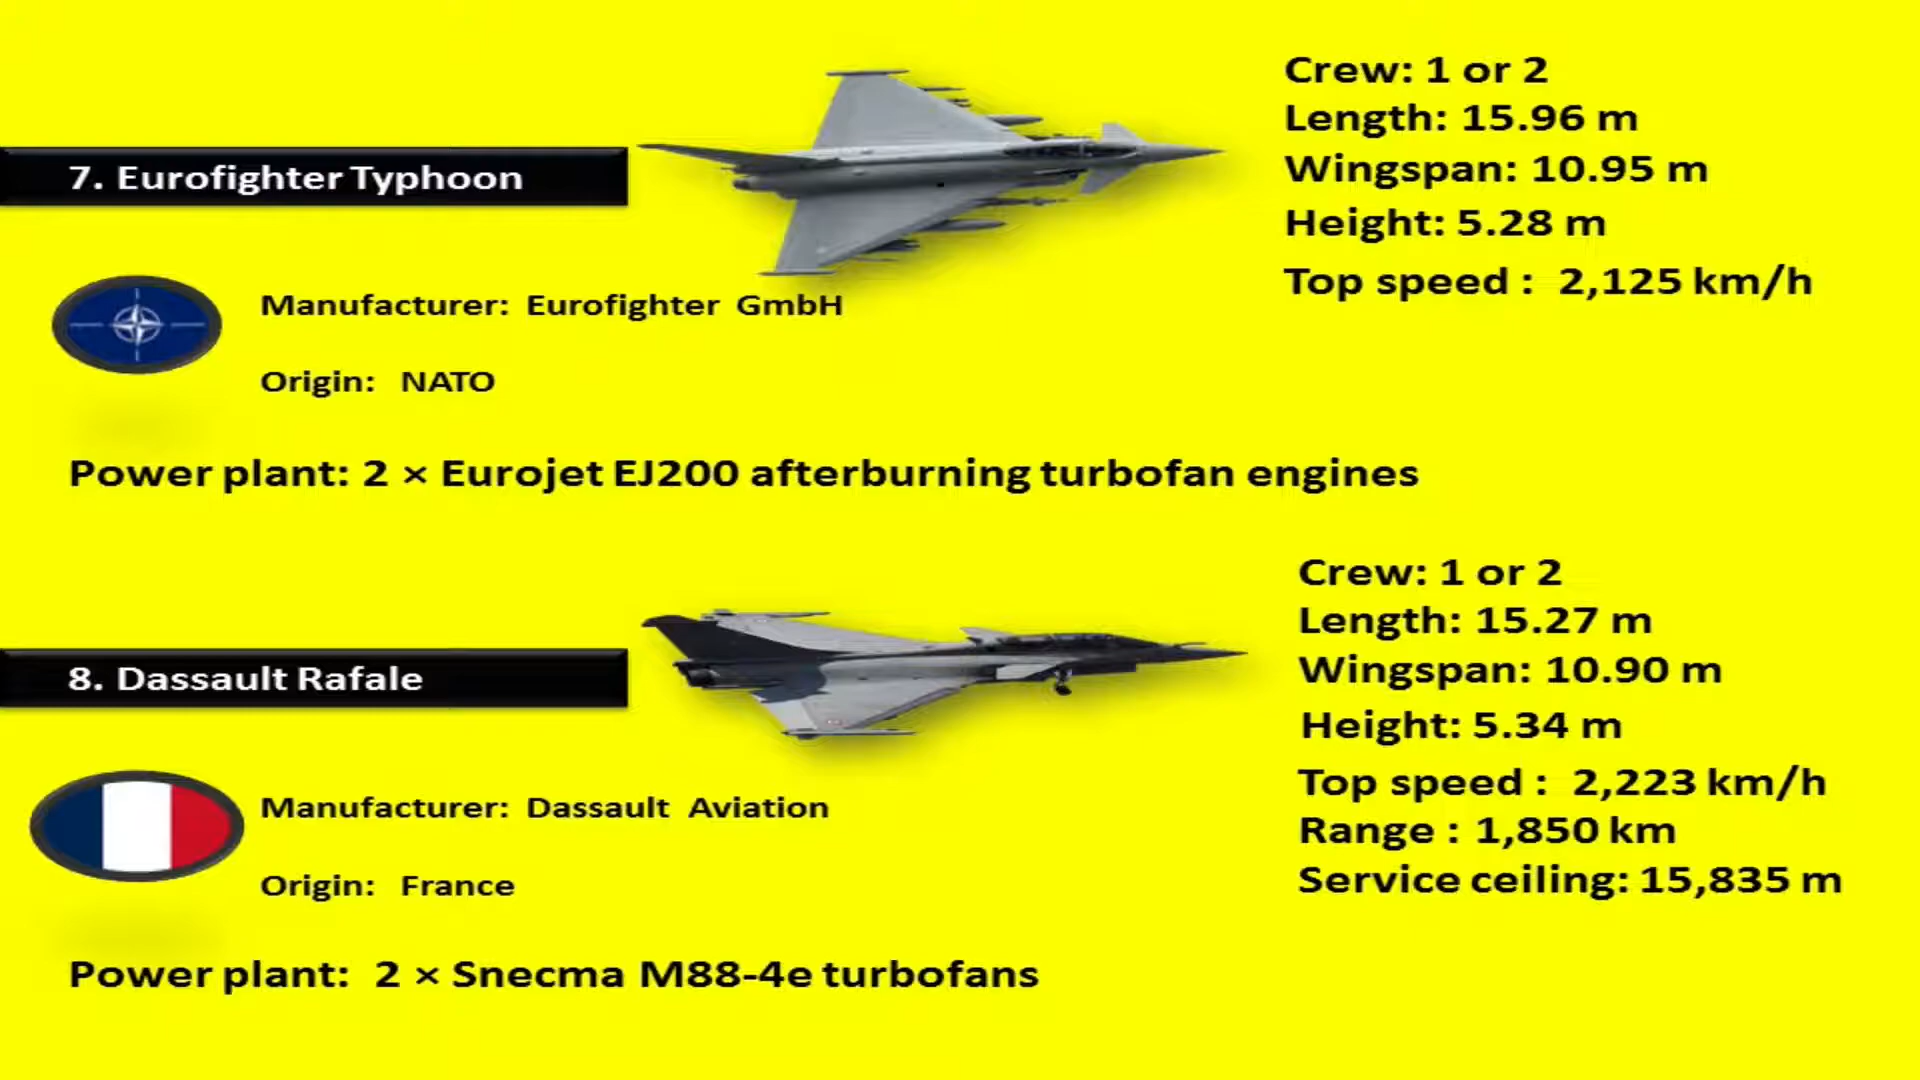 7. Eurofighter Typhoon
Manufacturer: Eurofighter GmbH
Origin: NATO
Crew: 1 or 2
Length: 15.96 m
Wingspan: 10.95 m
Height: 5.28 m
Top speed : 2,125 km/h
Power plant: 2 × Eurojet EJ200 afterburning turbofan engines
8. Dassault Rafale
Manufacturer: Dassault Aviation
Origin: France
Crew: 1 or 2
Length: 15.27 m
Wingspan: 10.90 m
Height: 5.34 m
Top speed : 2,223 km/h
Range : 1,850 km
Service ceiling: 15,835 m
Power plant: 2 × Snecma M88-4e turbofans